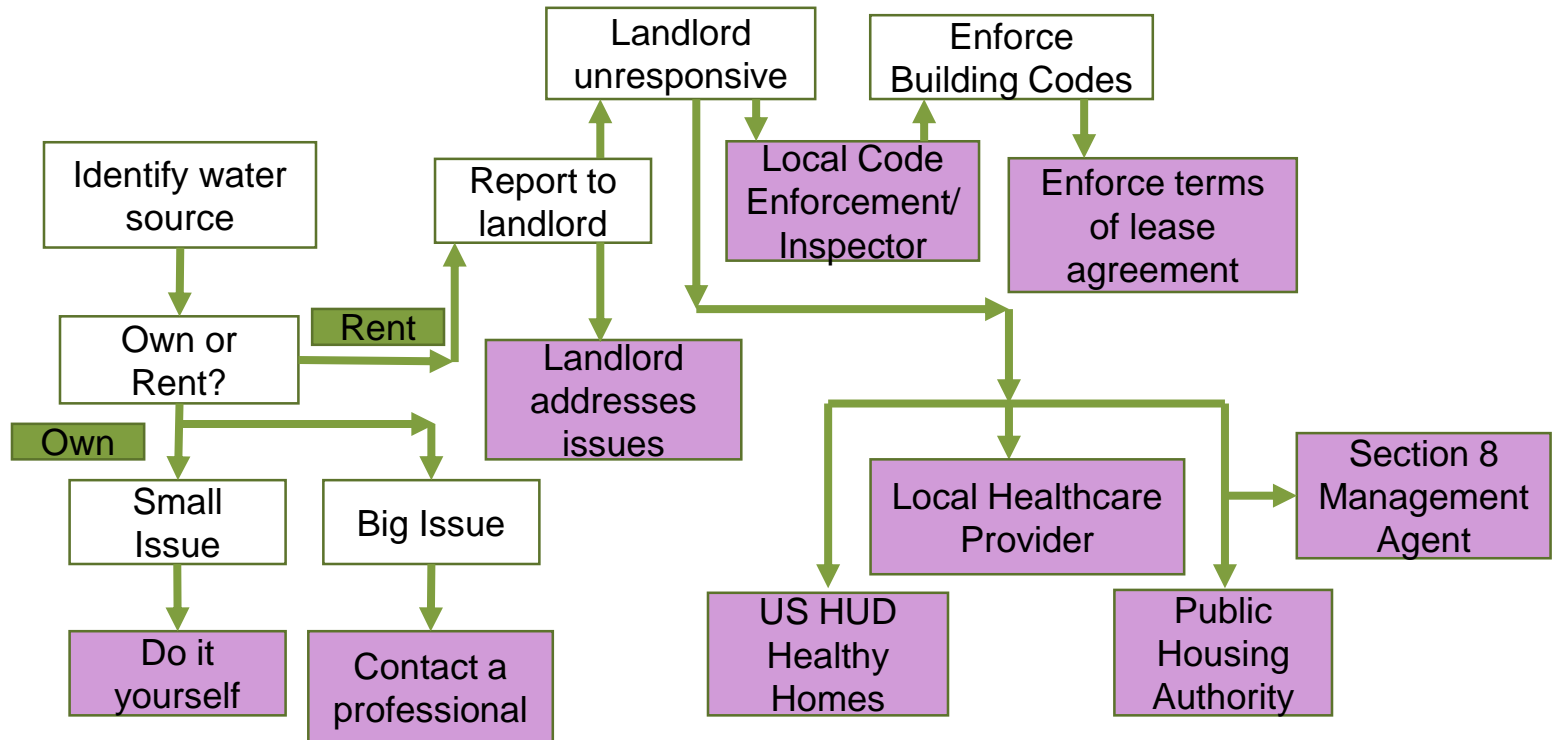 Landlord
unresponsive
Enforce
Building Codes
Identify water
source
Report to
landlord
Local Code
Enforcement/
Inspector
Enforce terms
of lease
agreement
Rent
Own or
Rent?
Landlord
addresses
issues
Own
Small
Issue
Big Issue
Local Healthcare
Provider
Section 8
Management
Agent
Do it
yourself
Contact a
professional
US HUD
Healthy
Homes
Public
Housing
Authority